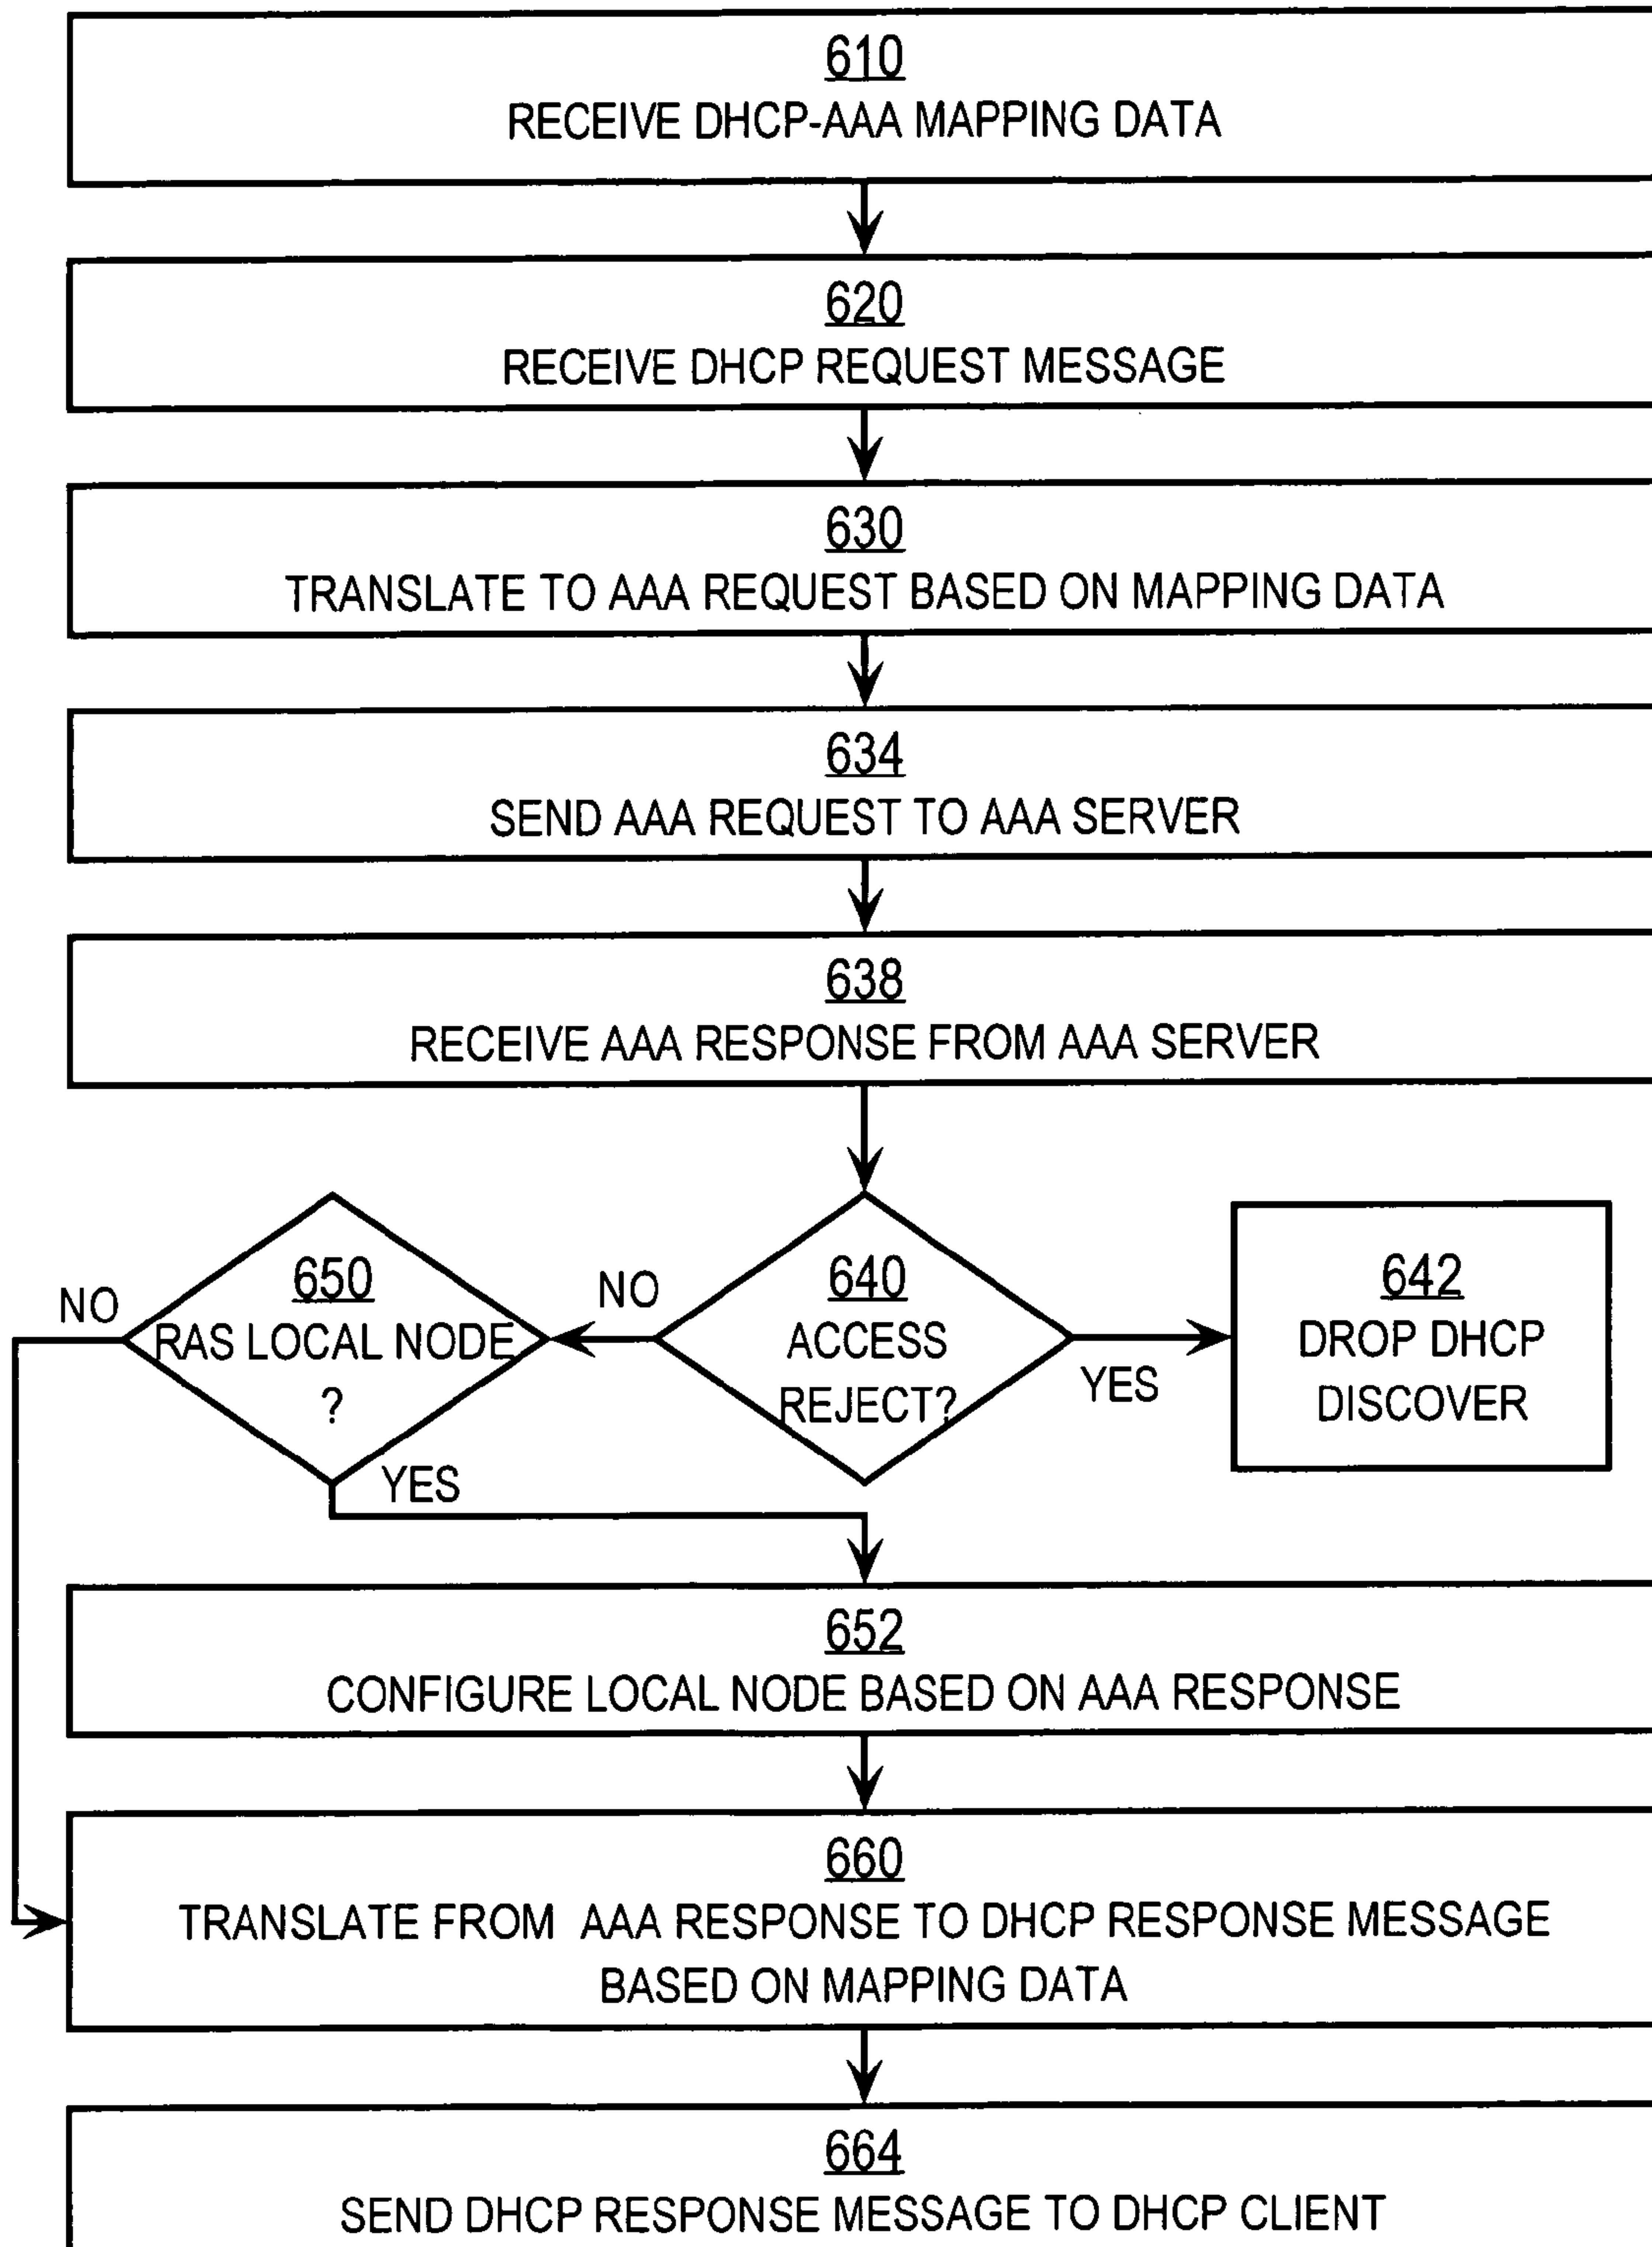 610
RECEIVE DHCP-AAA MAPPING DATA
620
RECEIVE DHCP REQUEST MESSAGE
630
TRANSLATE TO AAA REQUEST BASED ON MAPPING DATA
634
SEND AAA REQUEST TO AAA SERVER
638
RECEIVE AAA RESPONSE FROM AAA SERVER
640
ACCESS
REJECT?
YES
642
DROP DHCP
DISCOVER
NO
650
RAS LOCAL NODE
?
NO
YES
652
CONFIGURE LOCAL NODE BASED ON AAA RESPONSE
660
TRANSLATE FROM AAA RESPONSE TO DHCP RESPONSE MESSAGE
BASED ON MAPPING DATA
664
SEND DHCP RESPONSE MESSAGE TO DHCP CLIENT